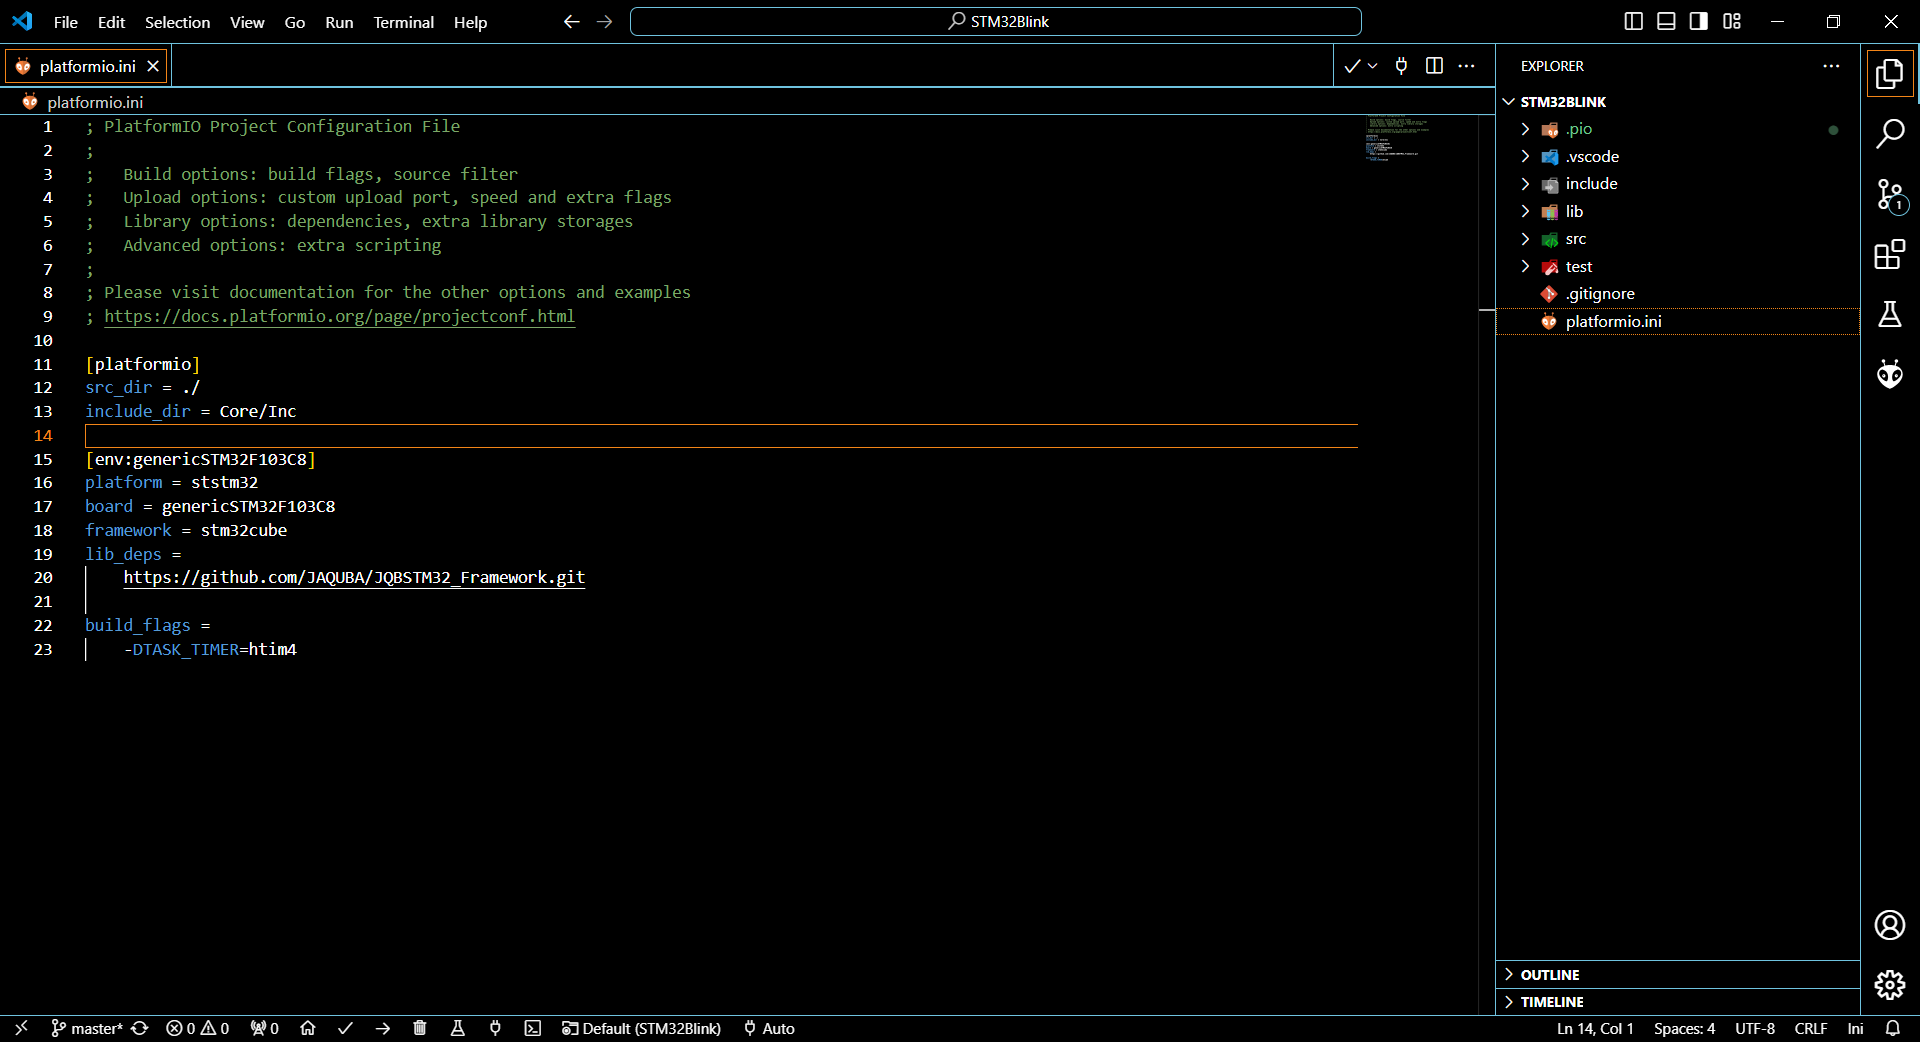 File Edit Selection View Go Run Terminal Help
STM32Blink
platformio.ini
platformio.ini
1 ; PlatformIO Project Configuration File
2 ;
3 ;   Build options: build flags, source filter
4 ;   Upload options: custom upload port, speed and extra flags
5 ;   Library options: dependencies, extra library storages
6 ;   Advanced options: extra scripting
7 ;
8 ; Please visit documentation for the other options and examples
9 ; https://docs.platformio.org/page/projectconf.html
10
11 [platformio]
12 src_dir = ./
13 include_dir = Core/Inc
14
15 [env:genericSTM32F103C8]
16 platform = ststm32
17 board = genericSTM32F103C8
18 framework = stm32cube
19 lib_deps =
20     https://github.com/JAQUBA/JQBSTM32_Framework.git
21
22 build_flags =
23     -DTASK_TIMER=htim4
EXPLORER
STM32BLINK
.pio
.vscode
include
lib
src
test
.gitignore
platformio.ini
OUTLINE
TIMELINE
1
master* 0 0 0 Default (STM32Blink) Auto
Ln 14, Col 1 Spaces: 4 UTF-8 CRLF Ini